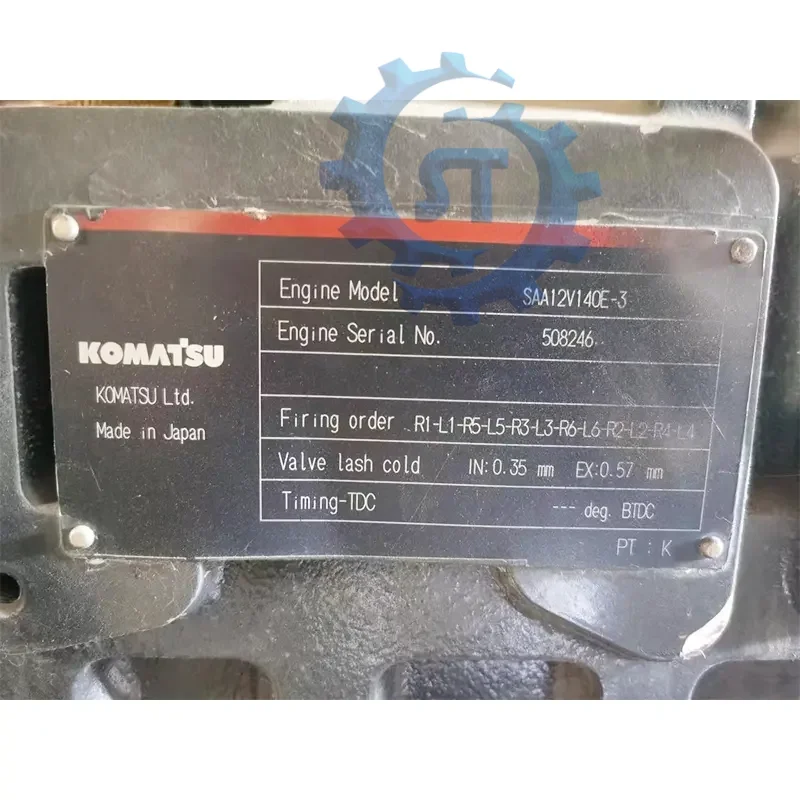 ST
Engine Model SAA12V140E-3
Engine Serial No. 508246
KOMATSU
KOMATSU Ltd.
Made in Japan
Firing order R1-L1-R5-L5-R3-L3-R6-L6-R2-L2-R4-L4
Valve lash cold IN:0.35 mm EX:0.57 mm
Timing-TDC --- deg. BTDC
PT : K